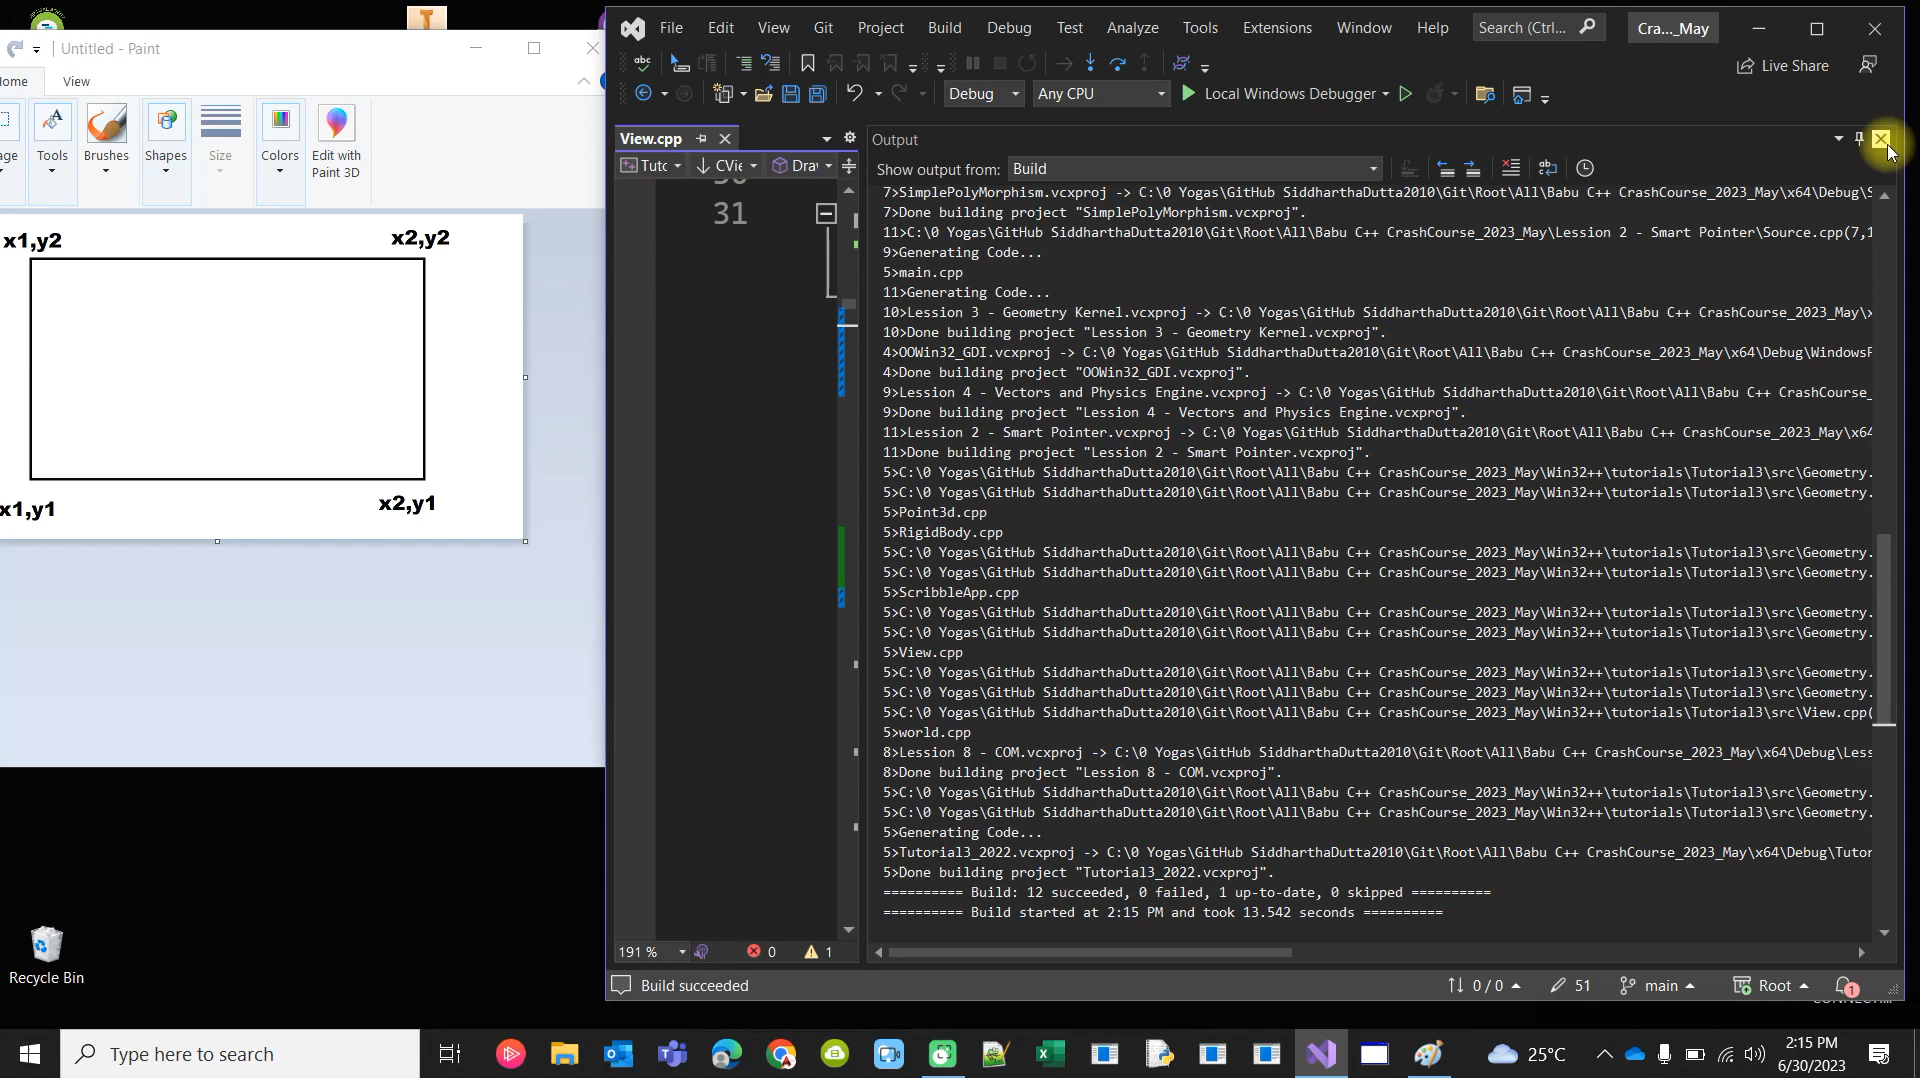 Untitled - Paint
ome
View
age
Tools
Brushes
Shapes
Size
Colors
Edit with
Paint 3D
x1,y2
x2,y2
x1,y1
x2,y1
Recycle Bin
File Edit View Git Project Build Debug Test Analyze Tools Extensions Window Help
Search (Ctrl...
Cra..._May
Live Share
Debug
Any CPU
Local Windows Debugger
View.cpp
Tuto
CVie
Drav
31
191 %
0
1
Output
Show output from: Build
7>SimplePolyMorphism.vcxproj -> C:\0 Yogas\GitHub SiddharthaDutta2010\Git\Root\All\Babu C++ CrashCourse_2023_May\x64\Debug\S
7>Done building project "SimplePolyMorphism.vcxproj".
11>C:\0 Yogas\GitHub SiddharthaDutta2010\Git\Root\All\Babu C++ CrashCourse_2023_May\Lession 2 - Smart Pointer\Source.cpp(7,1
9>Generating Code...
5>main.cpp
11>Generating Code...
10>Lession 3 - Geometry Kernel.vcxproj -> C:\0 Yogas\GitHub SiddharthaDutta2010\Git\Root\All\Babu C++ CrashCourse_2023_May\x
10>Done building project "Lession 3 - Geometry Kernel.vcxproj".
4>OOWin32_GDI.vcxproj -> C:\0 Yogas\GitHub SiddharthaDutta2010\Git\Root\All\Babu C++ CrashCourse_2023_May\x64\Debug\WindowsP
4>Done building project "OOWin32_GDI.vcxproj".
9>Lession 4 - Vectors and Physics Engine.vcxproj -> C:\0 Yogas\GitHub SiddharthaDutta2010\Git\Root\All\Babu C++ CrashCourse_
9>Done building project "Lession 4 - Vectors and Physics Engine.vcxproj".
11>Lession 2 - Smart Pointer.vcxproj -> C:\0 Yogas\GitHub SiddharthaDutta2010\Git\Root\All\Babu C++ CrashCourse_2023_May\x64
11>Done building project "Lession 2 - Smart Pointer.vcxproj".
5>C:\0 Yogas\GitHub SiddharthaDutta2010\Git\Root\All\Babu C++ CrashCourse_2023_May\Win32++\tutorials\Tutorial3\src\Geometry.
5>C:\0 Yogas\GitHub SiddharthaDutta2010\Git\Root\All\Babu C++ CrashCourse_2023_May\Win32++\tutorials\Tutorial3\src\Geometry.
5>Point3d.cpp
5>RigidBody.cpp
5>C:\0 Yogas\GitHub SiddharthaDutta2010\Git\Root\All\Babu C++ CrashCourse_2023_May\Win32++\tutorials\Tutorial3\src\Geometry.
5>C:\0 Yogas\GitHub SiddharthaDutta2010\Git\Root\All\Babu C++ CrashCourse_2023_May\Win32++\tutorials\Tutorial3\src\Geometry.
5>ScribbleApp.cpp
5>C:\0 Yogas\GitHub SiddharthaDutta2010\Git\Root\All\Babu C++ CrashCourse_2023_May\Win32++\tutorials\Tutorial3\src\Geometry.
5>C:\0 Yogas\GitHub SiddharthaDutta2010\Git\Root\All\Babu C++ CrashCourse_2023_May\Win32++\tutorials\Tutorial3\src\Geometry.
5>View.cpp
5>C:\0 Yogas\GitHub SiddharthaDutta2010\Git\Root\All\Babu C++ CrashCourse_2023_May\Win32++\tutorials\Tutorial3\src\Geometry.
5>C:\0 Yogas\GitHub SiddharthaDutta2010\Git\Root\All\Babu C++ CrashCourse_2023_May\Win32++\tutorials\Tutorial3\src\Geometry.
5>C:\0 Yogas\GitHub SiddharthaDutta2010\Git\Root\All\Babu C++ CrashCourse_2023_May\Win32++\tutorials\Tutorial3\src\View.cpp(
5>world.cpp
8>Lession 8 - COM.vcxproj -> C:\0 Yogas\GitHub SiddharthaDutta2010\Git\Root\All\Babu C++ CrashCourse_2023_May\x64\Debug\Less
8>Done building project "Lession 8 - COM.vcxproj".
5>C:\0 Yogas\GitHub SiddharthaDutta2010\Git\Root\All\Babu C++ CrashCourse_2023_May\Win32++\tutorials\Tutorial3\src\Geometry.
5>C:\0 Yogas\GitHub SiddharthaDutta2010\Git\Root\All\Babu C++ CrashCourse_2023_May\Win32++\tutorials\Tutorial3\src\Geometry.
5>Generating Code...
5>Tutorial3_2022.vcxproj -> C:\0 Yogas\GitHub SiddharthaDutta2010\Git\Root\All\Babu C++ CrashCourse_2023_May\x64\Debug\Tutor
5>Done building project "Tutorial3_2022.vcxproj".
========== Build: 12 succeeded, 0 failed, 1 up-to-date, 0 skipped ==========
========== Build started at 2:15 PM and took 13.542 seconds ==========
Build succeeded
0 / 0
51
main
Root
1
Type here to search
25°C
2:15 PM
6/30/2023